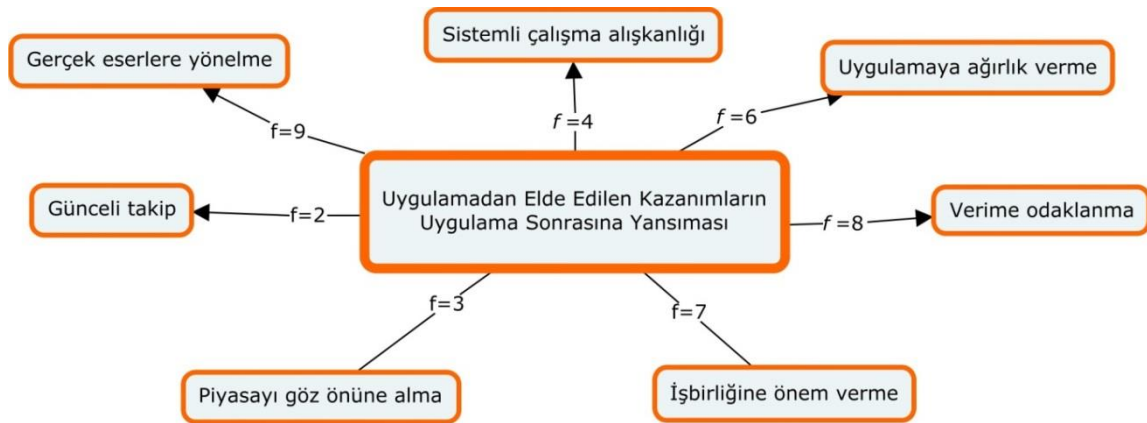 Sistemli çalışma alışkanlığı
Gerçek eserlere yönelme
Uygulamaya ağırlık verme
f=9
f =4
f =6
Uygulamadan Elde Edilen Kazanımların
Uygulama Sonrasına Yansıması
Günceli takip
f=2
f =8
Verime odaklanma
f=3
f=7
Piyasayı göz önüne alma
İşbirliğine önem verme